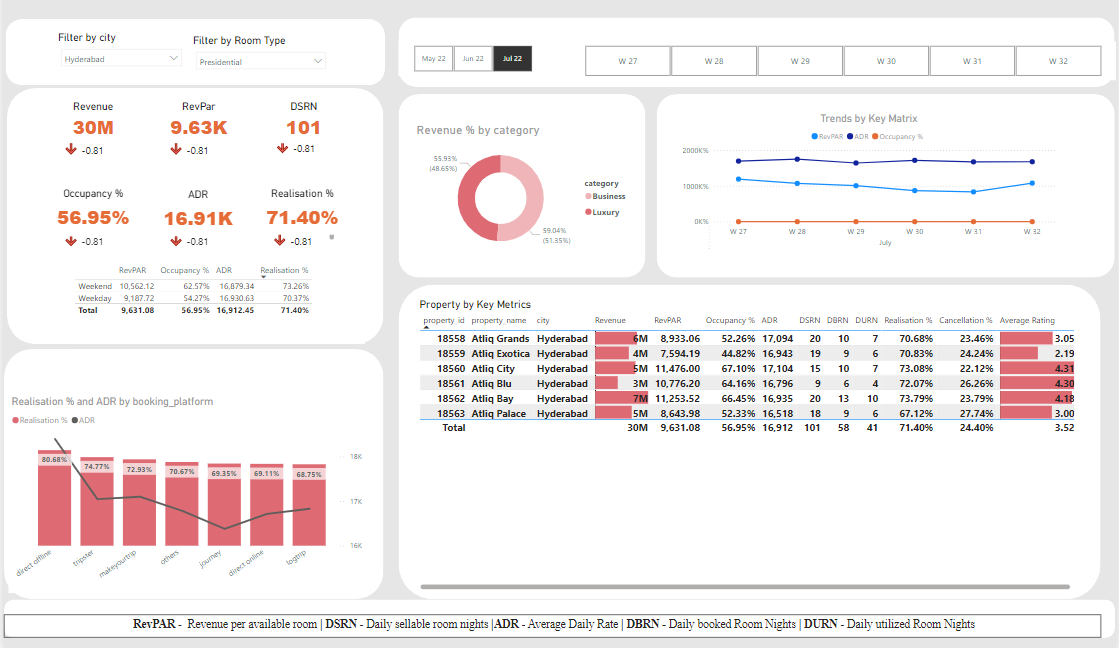 Filter by city
Hyderabad
Filter by Room Type
Presidential
May 22 Jun 22 Jul 22
W 27 W 28 W 29 W 30 W 31 W 32
Revenue RevPar DSRN
30M 9.63K 101
-0.81 -0.81 -0.81
Occupancy % ADR Realisation %
56.95% 16.91K 71.40%
-0.81 -0.81 -0.81
RevPAR Occupancy % ADR Realisation %
Weekend 10,562.12 62.57% 16,879.34 73.26%
Weekday 9,187.72 54.27% 16,930.63 70.37%
Total 9,631.08 56.95% 16,912.45 71.40%
Revenue % by category
55.93%
(48.65%)
59.04%
(51.35%)
category
Business
Luxury
Trends by Key Matrix
RevPAR ADR Occupancy %
2000K%
1000K%
0K%
W 27 W 28 W 29 W 30 W 31 W 32
July
Property by Key Metrics
property_id property_name city Revenue RevPAR Occupancy % ADR DSRN DBRN DURN Realisation % Cancellation % Average Rating
18558 Atliq Grands Hyderabad 6M 8,933.06 52.26% 17,094 20 10 7 70.68% 23.46% 3.05
18559 Atliq Exotica Hyderabad 4M 7,594.19 44.82% 16,943 19 9 6 70.83% 24.24% 2.19
18560 Atliq City Hyderabad 5M 11,476.00 67.10% 17,104 15 10 7 73.08% 22.12% 4.31
18561 Atliq Blu Hyderabad 3M 10,776.20 64.16% 16,796 9 6 4 72.07% 26.26% 4.30
18562 Atliq Bay Hyderabad 7M 11,253.52 66.45% 16,935 20 13 10 73.79% 23.79% 4.18
18563 Atliq Palace Hyderabad 5M 8,643.98 52.33% 16,518 18 9 6 67.12% 27.74% 3.00
Total 30M 9,631.08 56.95% 16,912 101 58 41 71.40% 24.40% 3.52
Realisation % and ADR by booking_platform
Realisation % ADR
80.68% 74.77% 72.93% 70.67% 69.35% 69.11% 68.75%
18K
17K
16K
direct offline tripster makeyourtrip others journey direct online logtrip
RevPAR - Revenue per available room | DSRN - Daily sellable room nights |ADR - Average Daily Rate | DBRN - Daily booked Room Nights | DURN - Daily utilized Room Nights